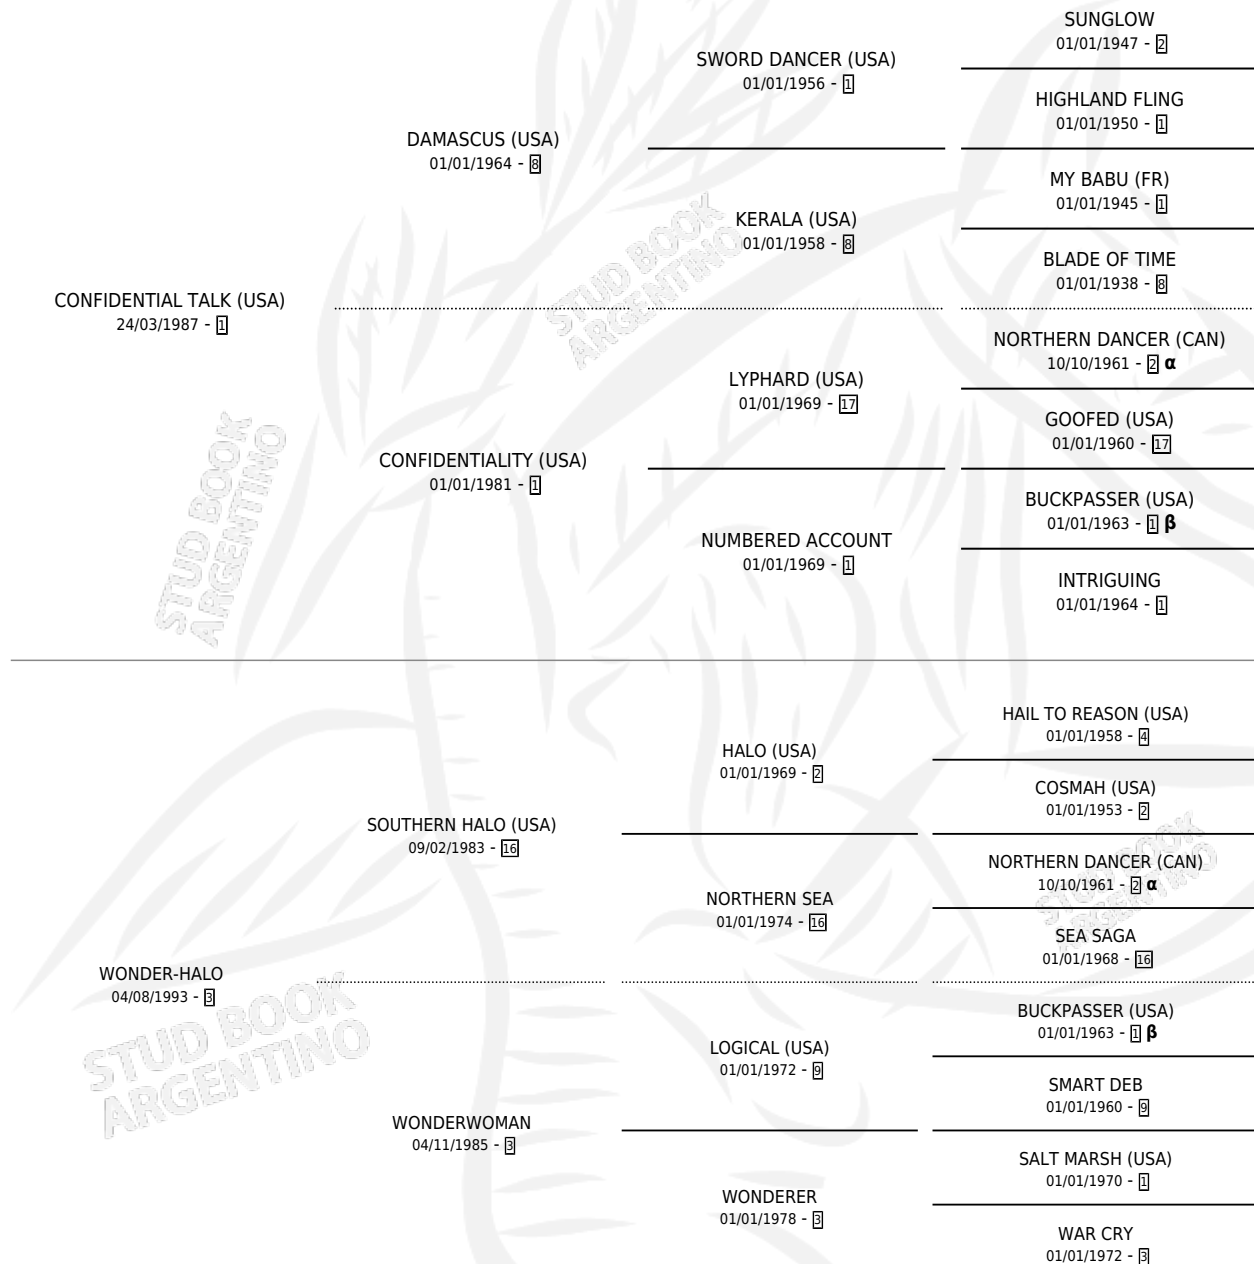 SUNGLOW
01/01/1947 - 2
SWORD DANCER (USA)
01/01/1956 - 1
HIGHLAND FLING
01/01/1950 - 1
DAMASCUS (USA)
01/01/1964 - 8
MY BABU (FR)
01/01/1945 - 1
KERALA (USA)
01/01/1958 - 8
BLADE OF TIME
01/01/1938 - 8
CONFIDENTIAL TALK (USA)
24/03/1987 - 1
NORTHERN DANCER (CAN)
10/10/1961 - 2 α
LYPHARD (USA)
01/01/1969 - 17
GOOFED (USA)
01/01/1960 - 17
CONFIDENTIALITY (USA)
01/01/1981 - 1
BUCKPASSER (USA)
01/01/1963 - 1 β
NUMBERED ACCOUNT
01/01/1969 - 1
INTRIGUING
01/01/1964 - 1
HAIL TO REASON (USA)
01/01/1958 - 4
HALO (USA)
01/01/1969 - 2
COSMAH (USA)
01/01/1953 - 2
SOUTHERN HALO (USA)
09/02/1983 - 16
NORTHERN DANCER (CAN)
10/10/1961 - 2 α
NORTHERN SEA
01/01/1974 - 16
SEA SAGA
01/01/1968 - 16
WONDER-HALO
04/08/1993 - 3
BUCKPASSER (USA)
01/01/1963 - 1 β
LOGICAL (USA)
01/01/1972 - 9
SMART DEB
01/01/1960 - 9
WONDERWOMAN
04/11/1985 - 3
SALT MARSH (USA)
01/01/1970 - 1
WONDERER
01/01/1978 - 3
WAR CRY
01/01/1972 - 3
STUD BOOK
ARGENTINO
STUD BOOK
ARGENTINO
STUD BOOK
ARGENTINO
STUD BOOK
ARGENTINO